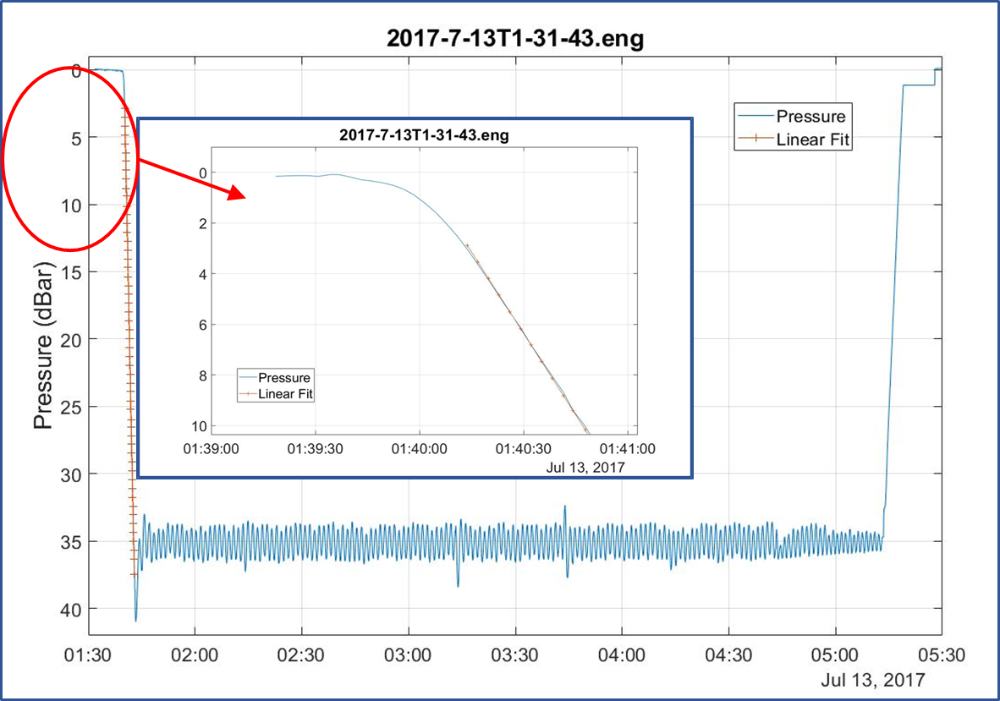 2017-7-13T1-31-43.eng
0
5
10
15
20
25
30
35
40
Pressure (dBar)
Pressure
Linear Fit
2017-7-13T1-31-43.eng
0
2
4
6
8
10
Pressure
Linear Fit
01:39:00 01:39:30 01:40:00 01:40:30 01:41:00
Jul 13, 2017
01:30 02:00 02:30 03:00 03:30 04:00 04:30 05:00 05:30
Jul 13, 2017